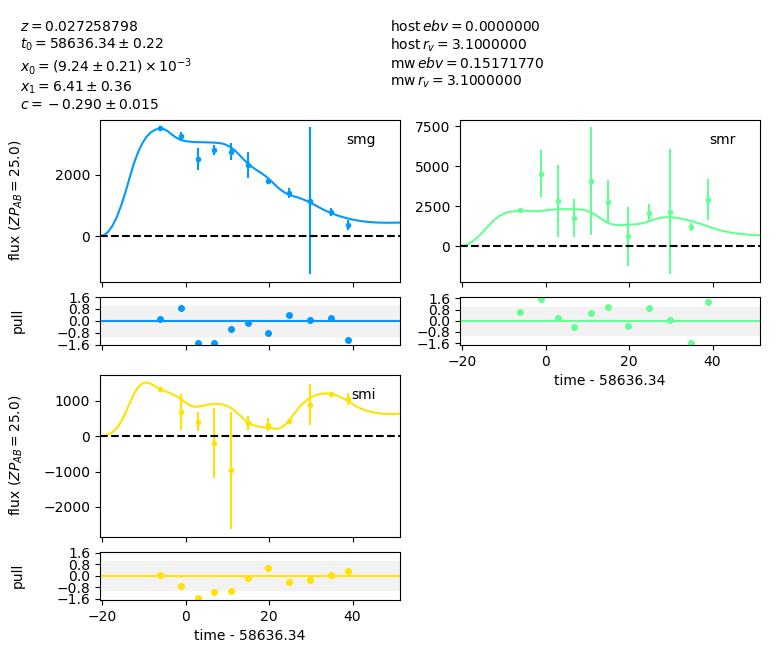 z = 0.027258798
t₀ = 58636.34 ± 0.22
x₀ = (9.24 ± 0.21) × 10⁻³
x₁ = 6.41 ± 0.36
c = −0.290 ± 0.015
host ebv = 0.0000000
host r_v = 3.1000000
mw ebv = 0.15171770
mw r_v = 3.1000000
smg
flux (ZP_AB = 25.0)
2000
0
pull
1.6
0.8
0.0
−0.8
−1.6
smr
7500
5000
2500
0
1.6
0.8
0.0
−0.8
−1.6
−20 0 20 40
time - 58636.34
smi
flux (ZP_AB = 25.0)
1000
0
−1000
−2000
pull
1.6
0.8
0.0
−0.8
−1.6
−20 0 20 40
time - 58636.34